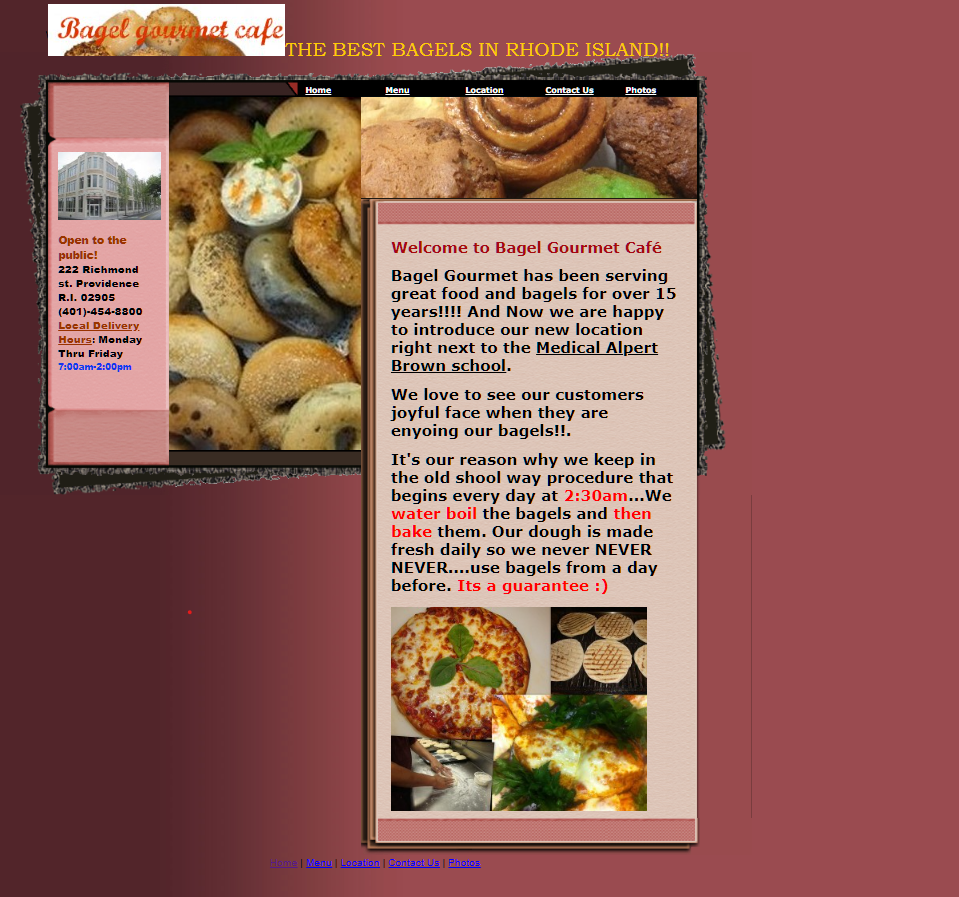 Bagel gourmet cafe
THE BEST BAGELS IN RHODE ISLAND!!
Home Menu Location Contact Us Photos
Open to the
public!
222 Richmond
st. Providence
R.I. 02905
(401)-454-8800
Local Delivery
Hours: Monday
Thru Friday
7:00am-2:00pm
Welcome to Bagel Gourmet Café
Bagel Gourmet has been serving
great food and bagels for over 15
years!!!! And Now we are happy
to introduce our new location
right next to the Medical Alpert
Brown school.
We love to see our customers
joyful face when they are
enyoing our bagels!!.
It's our reason why we keep in
the old shool way procedure that
begins every day at 2:30am...We
water boil the bagels and then
bake them. Our dough is made
fresh daily so we never NEVER
NEVER....use bagels from a day
before. Its a guarantee :)
Home | Menu | Location | Contact Us | Photos